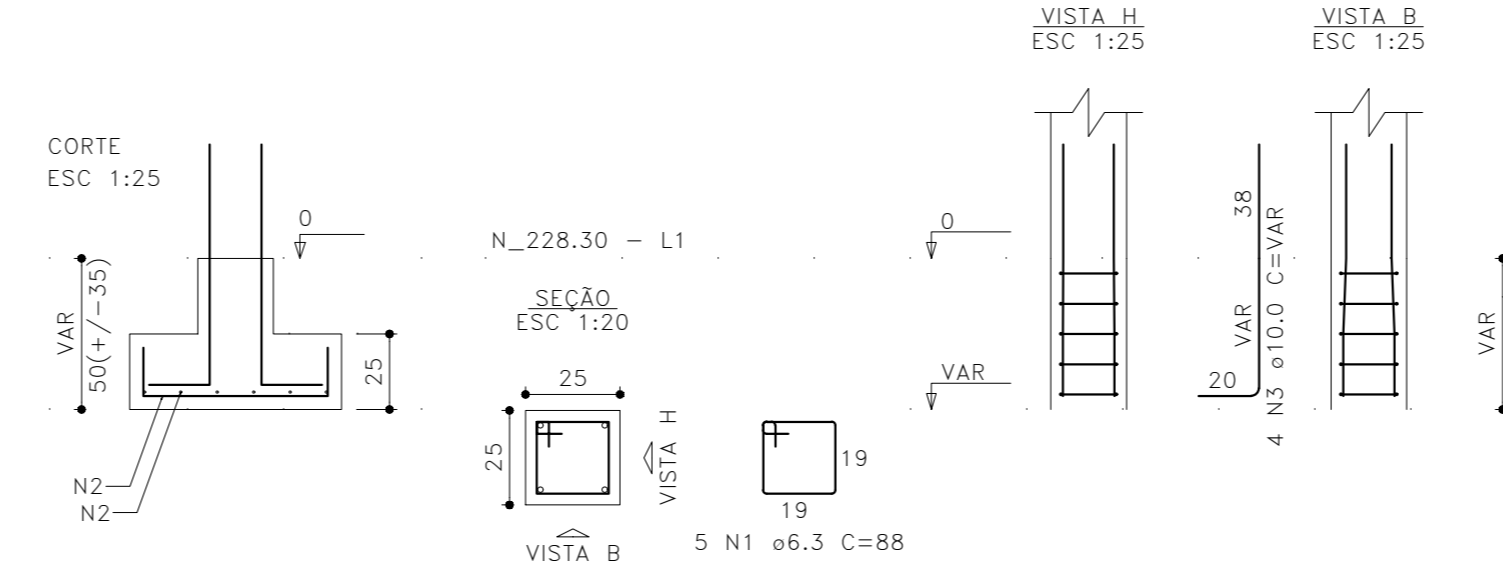 VISTA H
ESC 1:25
VISTA B
ESC 1:25
CORTE
ESC 1:25
0
VAR
50(+/-35)
25
N2
N2
N_228.30 - L1
SEÇÃO
ESC 1:20
25
25
VISTA H
VISTA B
19
19
5 N1 ø6.3 C=88
0
VAR
38
VAR
20
4 N3 ø10.0 C=VAR
VAR